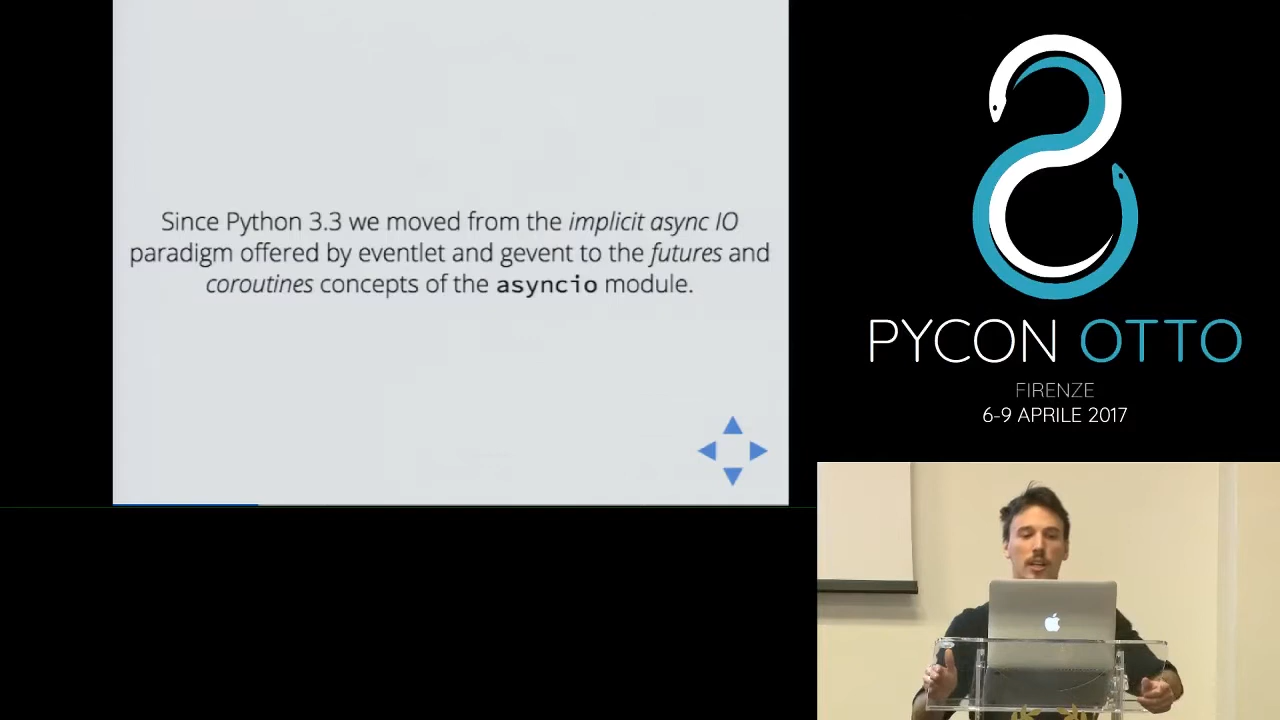 Since Python 3.3 we moved from the implicit async IO
paradigm offered by eventlet and gevent to the futures and
coroutines concepts of the asyncio module.
PYCON OTTO
FIRENZE
6-9 APRILE 2017